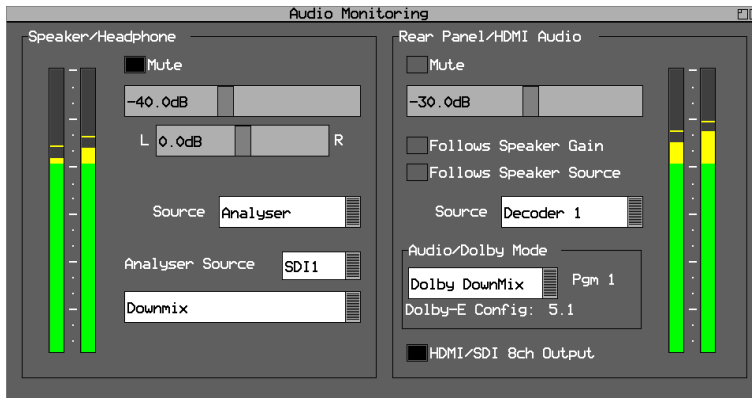 Audio Monitoring
Speaker/Headphone
Mute
-40.0dB
L 0.0dB R
Source Analyser
Analyser Source SDI1
Downmix
Rear Panel/HDMI Audio
Mute
-30.0dB
Follows Speaker Gain
Follows Speaker Source
Source Decoder 1
Audio/Dolby Mode
Dolby DownMix Pgm 1
Dolby-E Config: 5.1
HDMI/SDI 8ch Output